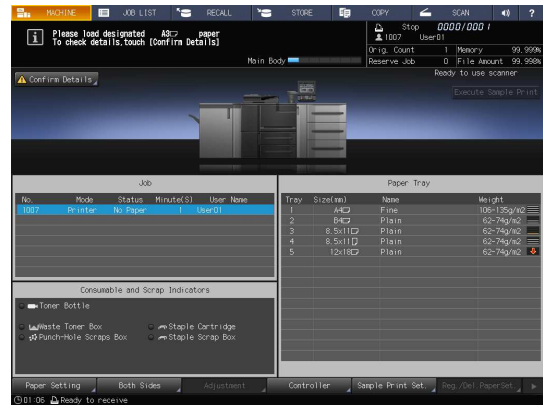 MACHINE JOB LIST RECALL STORE COPY SCAN ?
Please load designated A3 paper
To check details,touch [Confirm Details]
Stop 0000/0001
1007 User01
Main Body
Orig. Count 1 Memory 99.999%
Reserve Job 0 File Amount 99.998%
Ready to use scanner
Confirm Details
Execute Sample Print
Job
No. Mode Status Minute(S) User Name
1007 Printer No Paper 1 User01
Paper Tray
Tray Size(mm) Name Weight
1 A4 Fine 106-135g/m2
2 B4 Plain 62-74g/m2
3 8.5x11 Plain 62-74g/m2
4 8.5x11 Plain 62-74g/m2
5 12x18 Plain 62-74g/m2
Consumable and Scrap Indicators
Toner Bottle
Waste Toner Box Staple Cartridge
Punch-Hole Scraps Box Staple Scrap Box
Paper Setting Both Sides Adjustment Controller Sample Print Set. Reg./Del.PaperSet.
01:06 Ready to receive